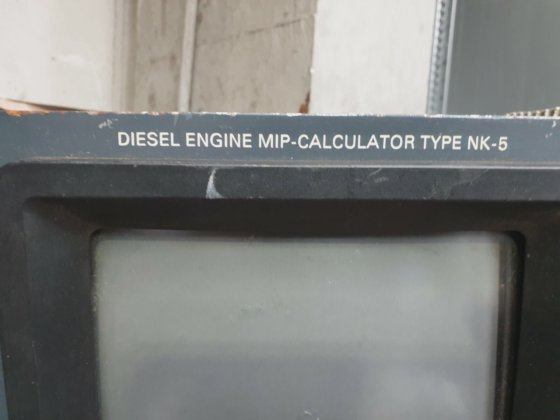 DIESEL ENGINE MIP-CALCULATOR TYPE NK-5